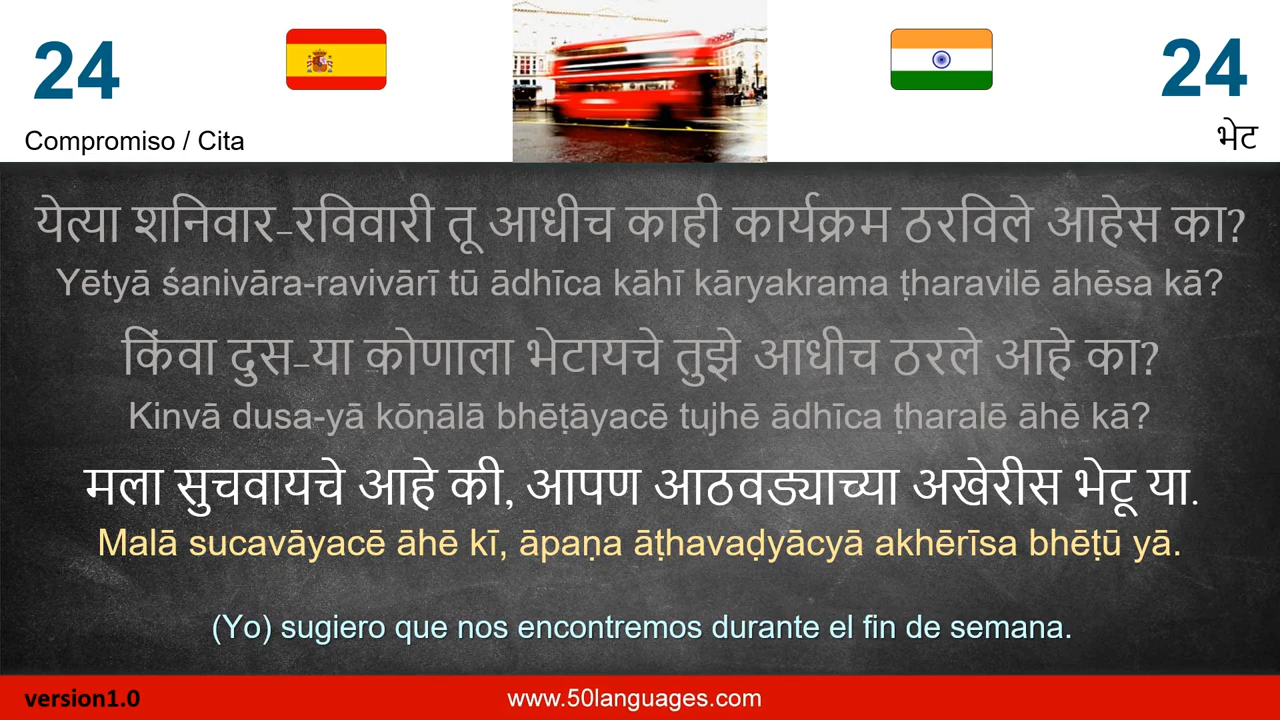 24
24
Compromiso / Cita
भेट
येत्या शनिवार-रविवारी तू आधीच काही कार्यक्रम ठरविले आहेस का?
Yētyā śanivāra-ravivārī tū ādhīca kāhī kāryakrama ṭharavilē āhēsa kā?
किंवा दुस-या कोणाला भेटायचे तुझे आधीच ठरले आहे का?
Kinvā dusa-yā kōṇālā bhēṭāyacē tujhē ādhīca ṭharalē āhē kā?
मला सुचवायचे आहे की, आपण आठवड्याच्या अखेरीस भेटू या.
Malā sucavāyacē āhē kī, āpaṇa āṭhavaḍyācyā akhērīsa bhēṭū yā.
(Yo) sugiero que nos encontremos durante el fin de semana.
version1.0
www.50languages.com